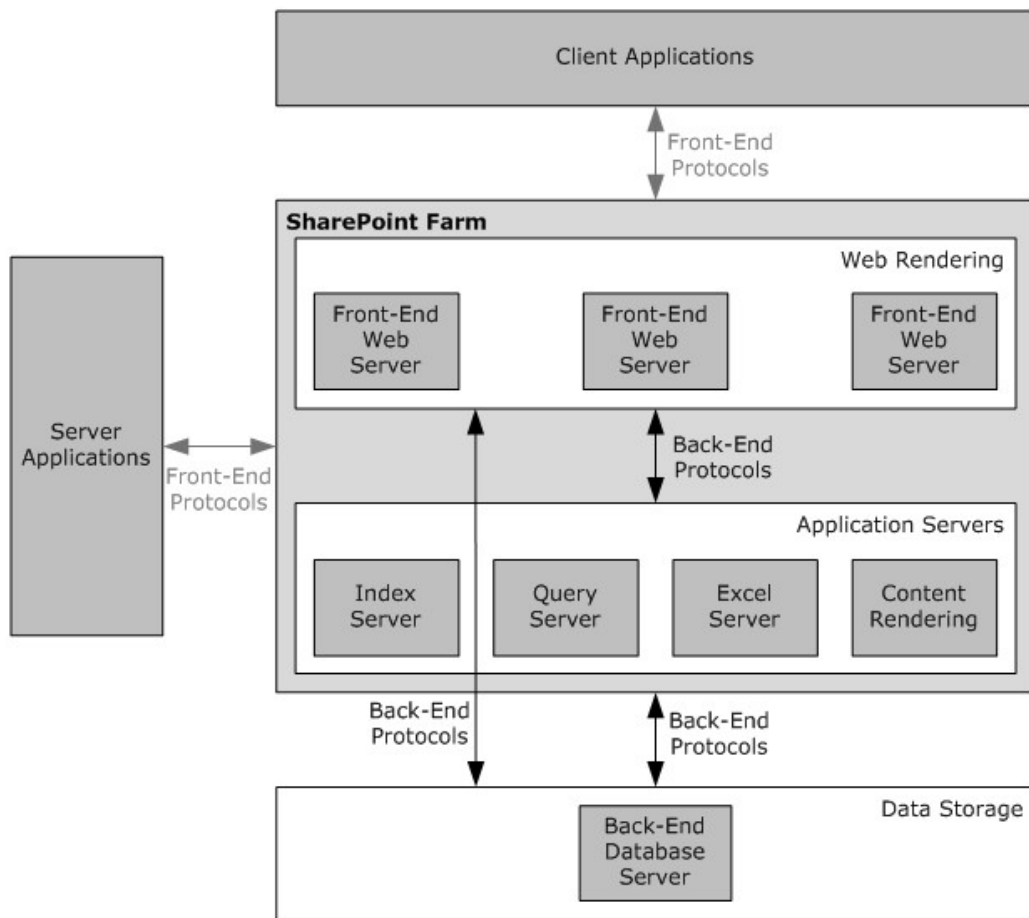 Client Applications
Front-End
Protocols
SharePoint Farm
Web Rendering
Front-End
Web
Server
Front-End
Web
Server
Front-End
Web
Server
Server
Applications
Front-End
Protocols
Back-End
Protocols
Application Servers
Index
Server
Query
Server
Excel
Server
Content
Rendering
Back-End
Protocols
Back-End
Protocols
Data Storage
Back-End
Database
Server